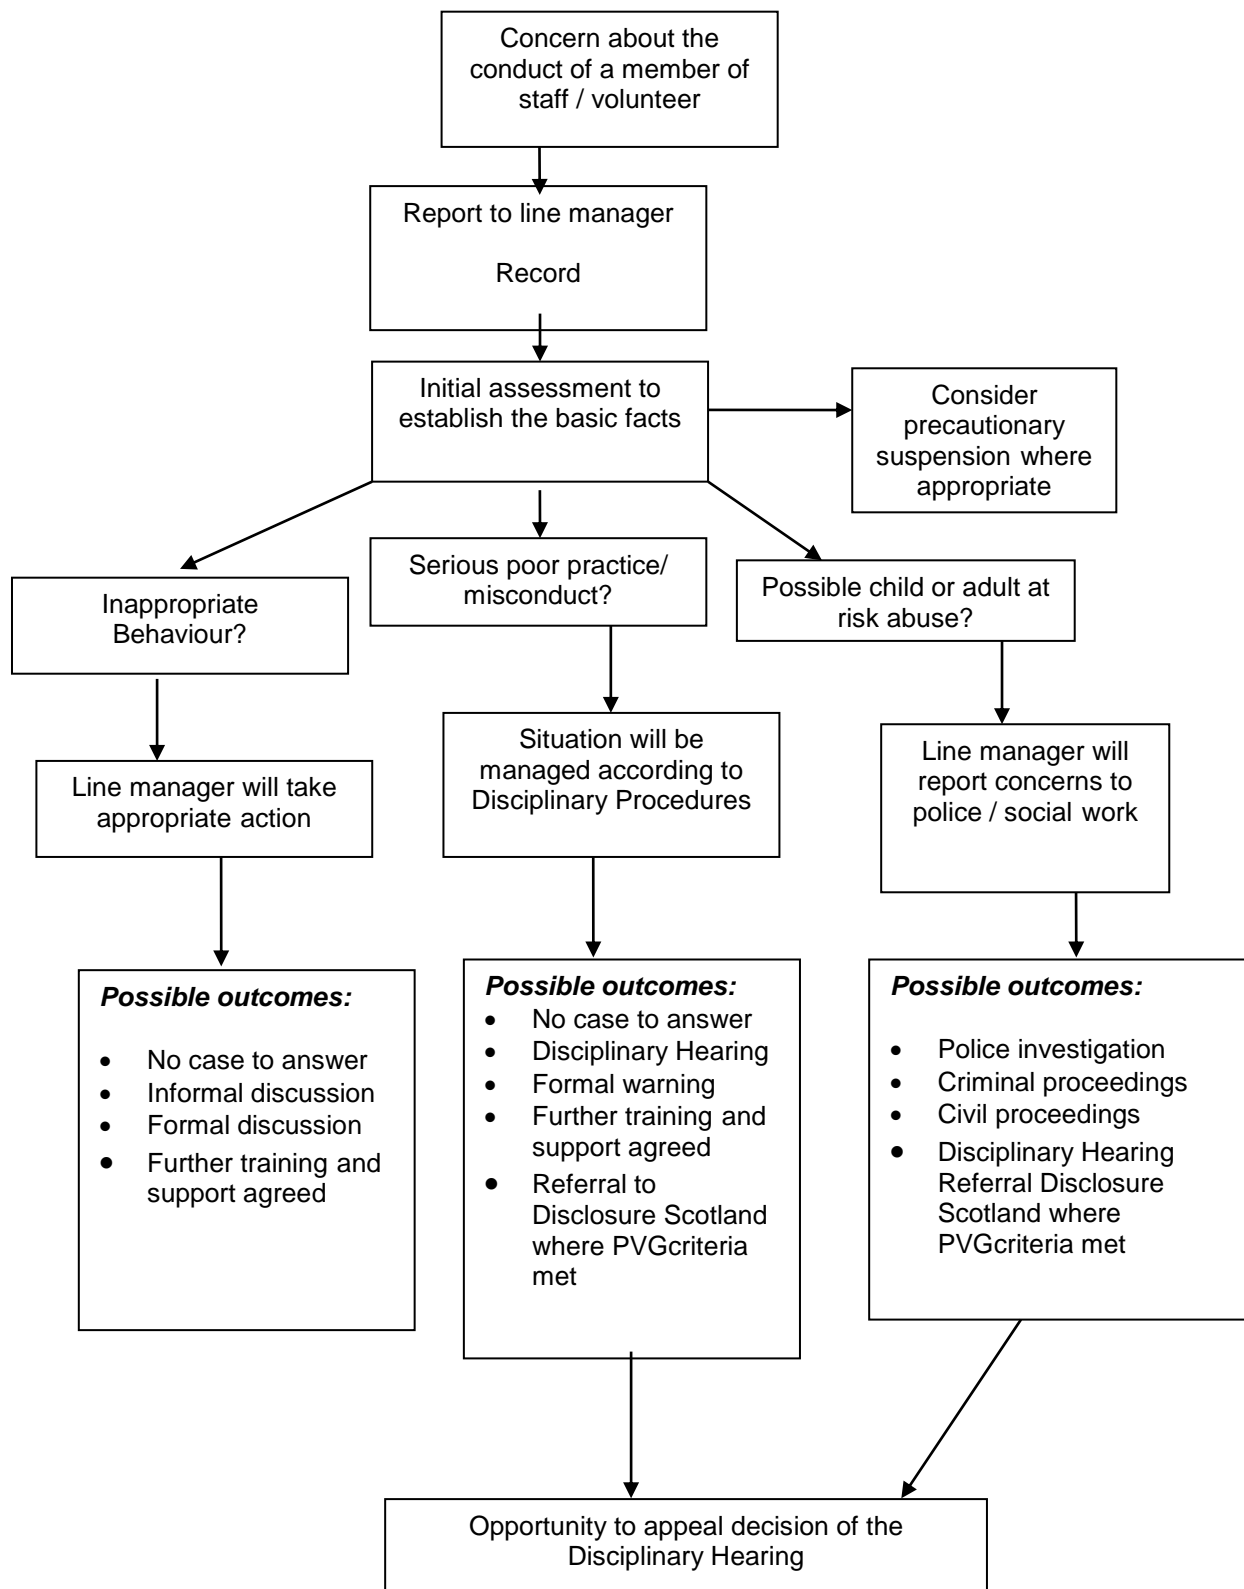 Concern about the
conduct of a member of
staff / volunteer
Report to line manager
Record
Initial assessment to
establish the basic facts
Consider
precautionary
suspension where
appropriate
Inappropriate
Behaviour?
Serious poor practice/
misconduct?
Possible child or adult at
risk abuse?
Line manager will take
appropriate action
Situation will be
managed according to
Disciplinary Procedures
Line manager will
report concerns to
police / social work
Possible outcomes:
• No case to answer
• Informal discussion
• Formal discussion
• Further training and
support agreed
Possible outcomes:
• No case to answer
• Disciplinary Hearing
• Formal warning
• Further training and
support agreed
• Referral to
Disclosure Scotland
where PVGcriteria
met
Possible outcomes:
• Police investigation
• Criminal proceedings
• Civil proceedings
• Disciplinary Hearing
Referral Disclosure
Scotland where
PVGcriteria met
Opportunity to appeal decision of the
Disciplinary Hearing